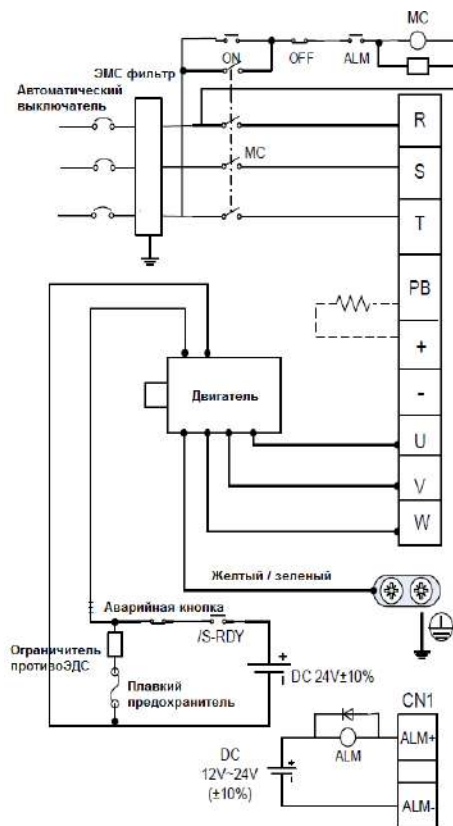 MC
ON
OFF
ALM
ЭМС фильтр
Автоматический
выключатель
R
MC
S
T
PB
+
-
Двигатель
U
V
W
Желтый / зеленый
Аварийная кнопка
/S-RDY
+
Ограничитель
противоЭДС
DC 24V±10%
Плавкий
предохранитель
CN1
ALM+
ALM
DC
12V~24V
(±10%)
+
ALM-